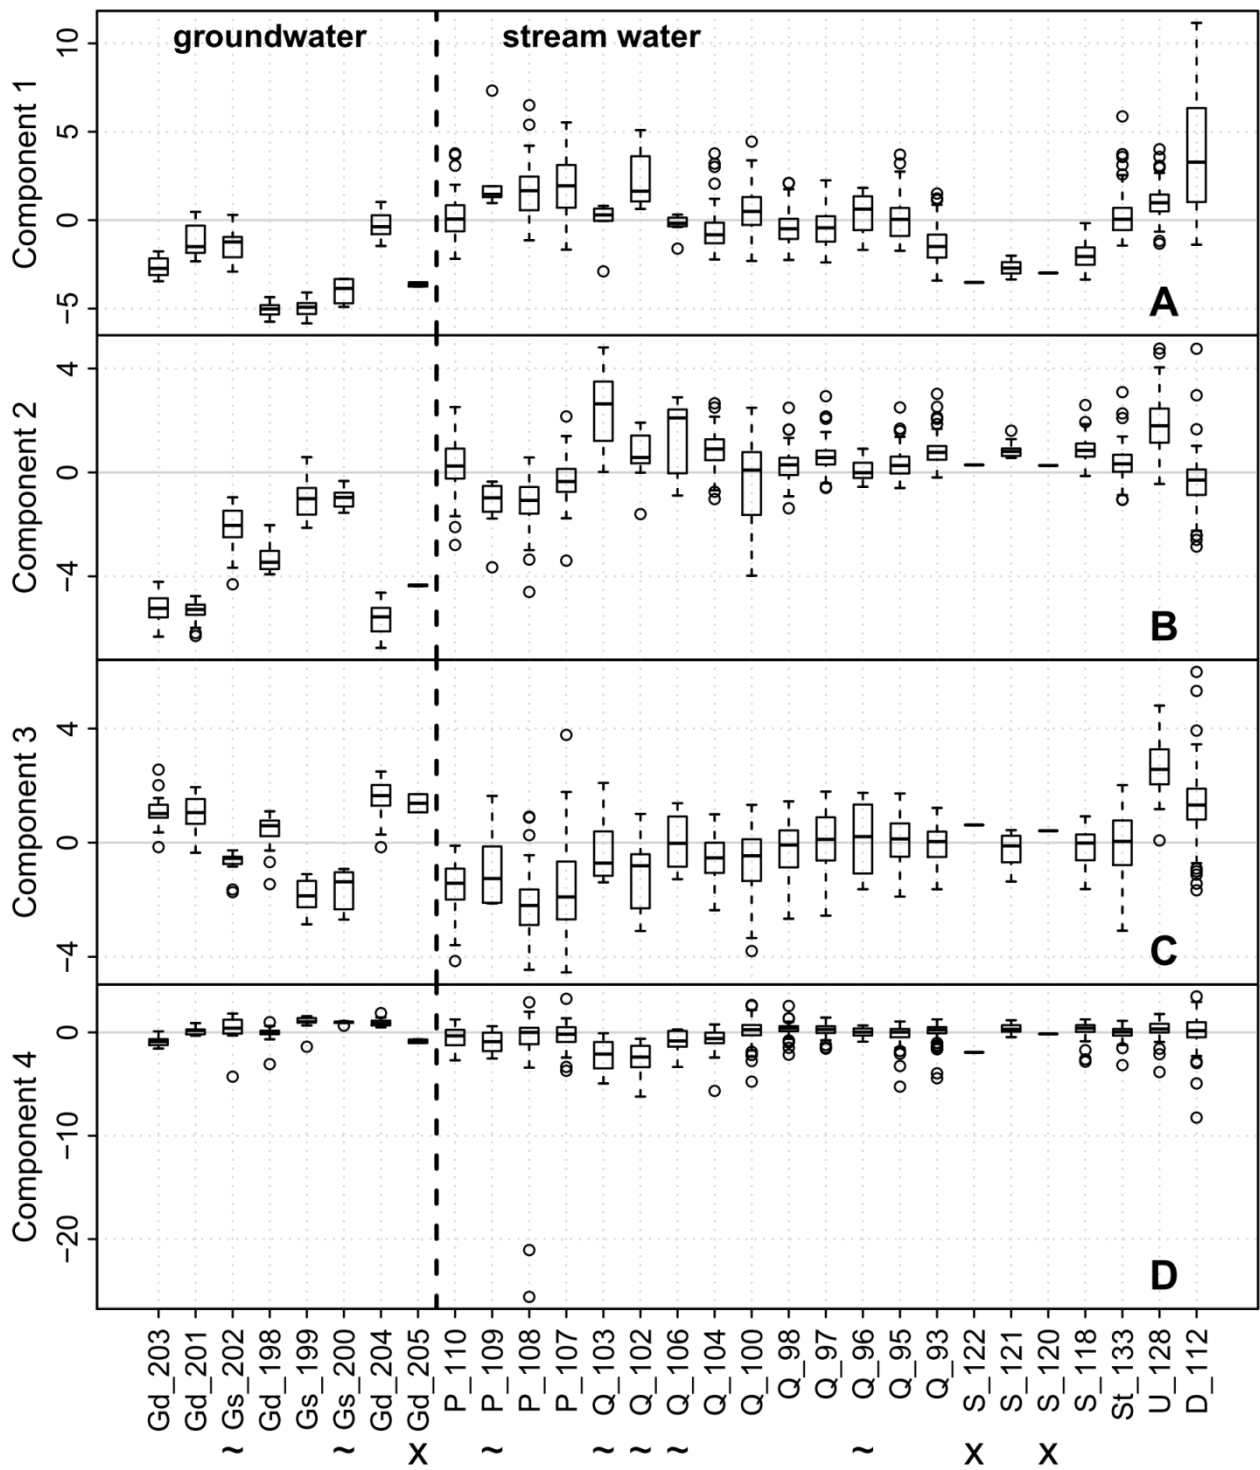 groundwater stream water
Component 1
10
5
0
−5
A
Component 2
4
0
−4
B
Component 3
4
0
−4
C
Component 4
0
−10
−20
D
Gd_203
Gd_201
Gs_202
Gd_198
Gs_199
Gs_200
Gd_204
Gd_205
P_110
P_109
P_108
P_107
Q_103
Q_102
Q_106
Q_104
Q_100
Q_98
Q_97
Q_96
Q_95
Q_93
S_122
S_121
S_120
S_118
St_133
U_128
D_112
~ ~ x ~ ~ ~ ~ ~ x x